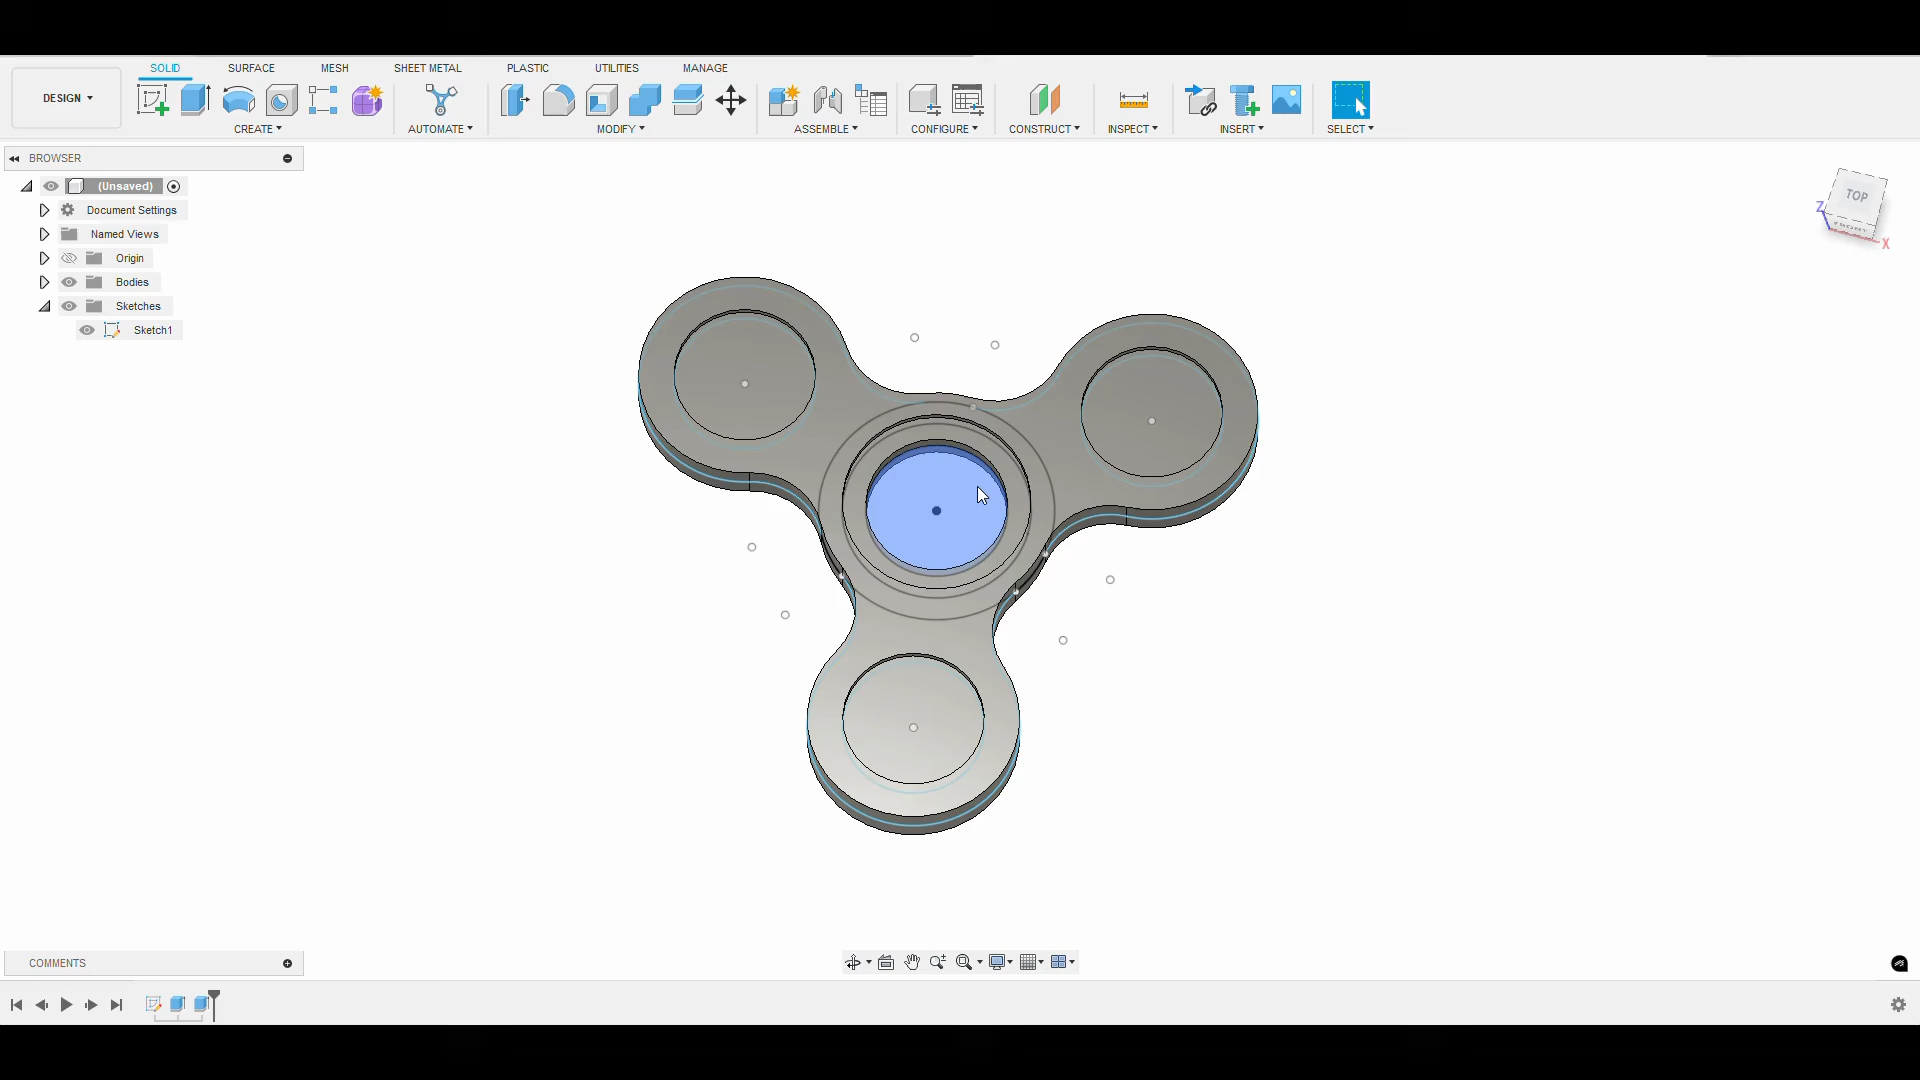 SOLID SURFACE MESH SHEET METAL PLASTIC UTILITIES MANAGE
DESIGN
CREATE AUTOMATE MODIFY ASSEMBLE CONFIGURE CONSTRUCT INSPECT INSERT SELECT
BROWSER
(Unsaved)
Document Settings
Named Views
Origin
Bodies
Sketches
Sketch1
TOP
FRONT
Z
X
COMMENTS